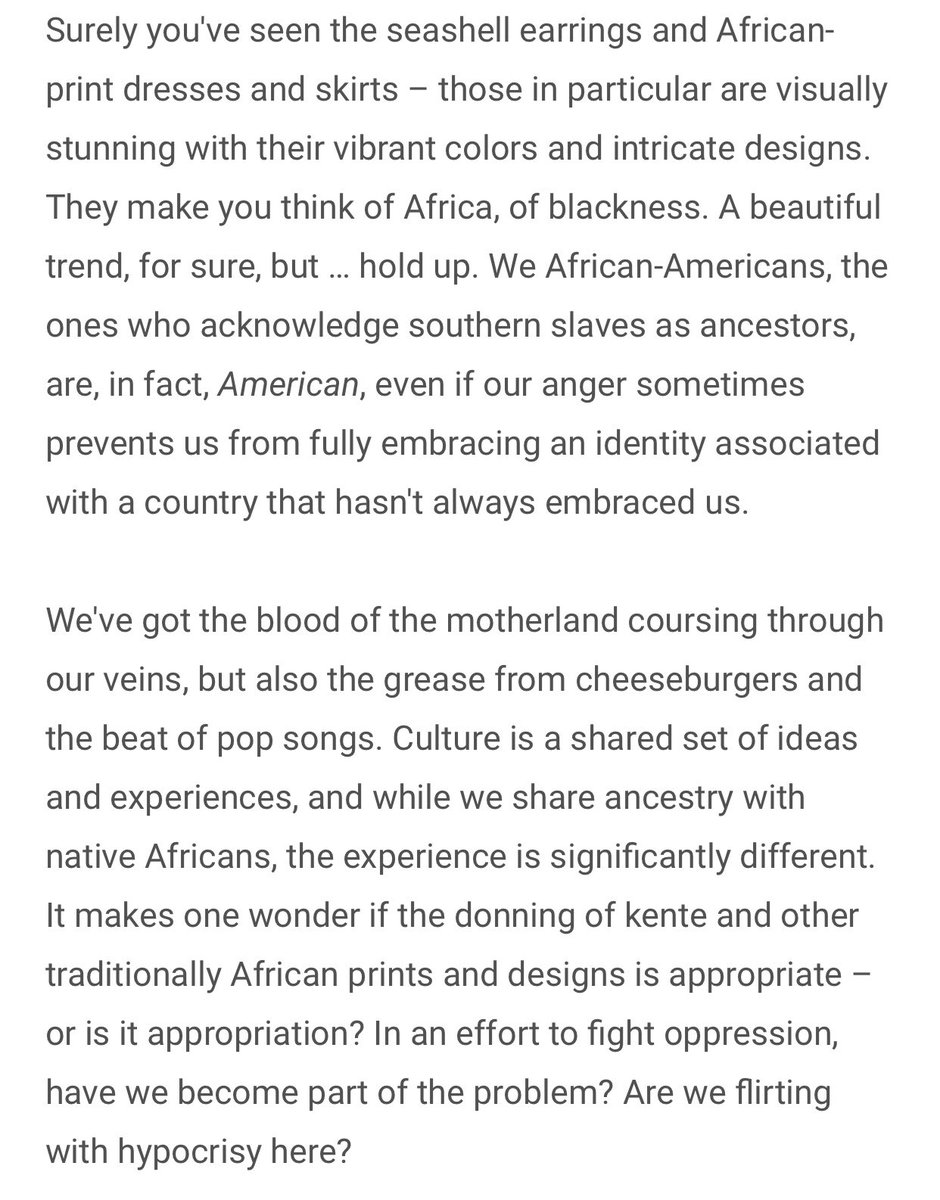 Surely you've seen the seashell earrings and African-
print dresses and skirts – those in particular are visually
stunning with their vibrant colors and intricate designs.
They make you think of Africa, of blackness. A beautiful
trend, for sure, but ... hold up. We African-Americans, the
ones who acknowledge southern slaves as ancestors,
are, in fact, American, even if our anger sometimes
prevents us from fully embracing an identity associated
with a country that hasn't always embraced us.
We've got the blood of the motherland coursing through
our veins, but also the grease from cheeseburgers and
the beat of pop songs. Culture is a shared set of ideas
and experiences, and while we share ancestry with
native Africans, the experience is significantly different.
It makes one wonder if the donning of kente and other
traditionally African prints and designs is appropriate –
or is it appropriation? In an effort to fight oppression,
have we become part of the problem? Are we flirting
with hypocrisy here?